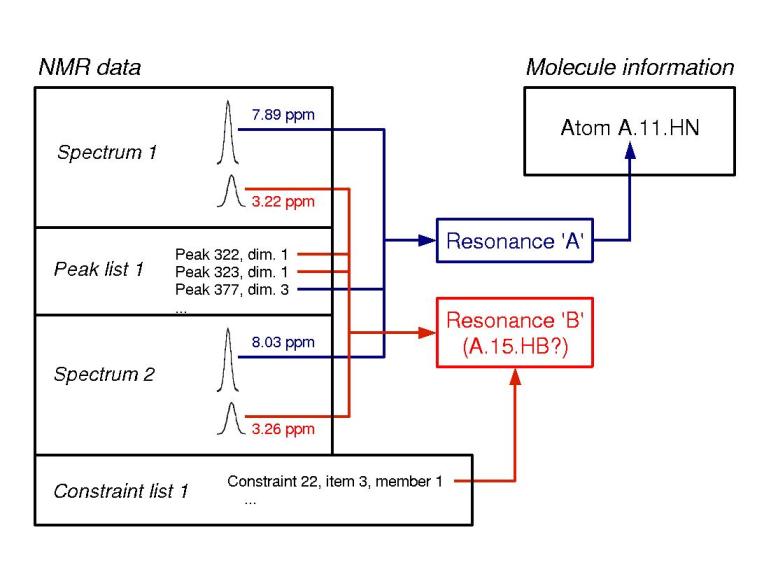 NMR data
Molecule information
7.89 ppm
Spectrum 1
3.22 ppm
Atom A.11.HN
Resonance 'A'
Peak list 1
Peak 322, dim. 1
Peak 323, dim. 1
Peak 377, dim. 3
...
Resonance 'B'
(A.15.HB?)
8.03 ppm
Spectrum 2
3.26 ppm
Constraint list 1
Constraint 22, item 3, member 1
...